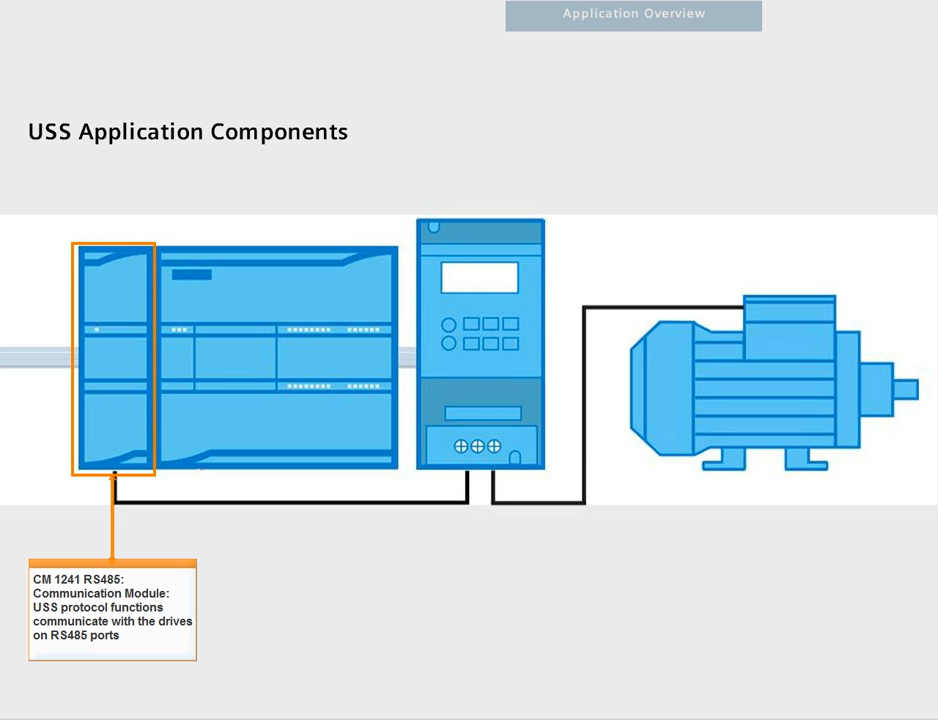 Application Overview
USS Application Components
CM 1241 RS485:
Communication Module:
USS protocol functions
communicate with the drives
on RS485 ports